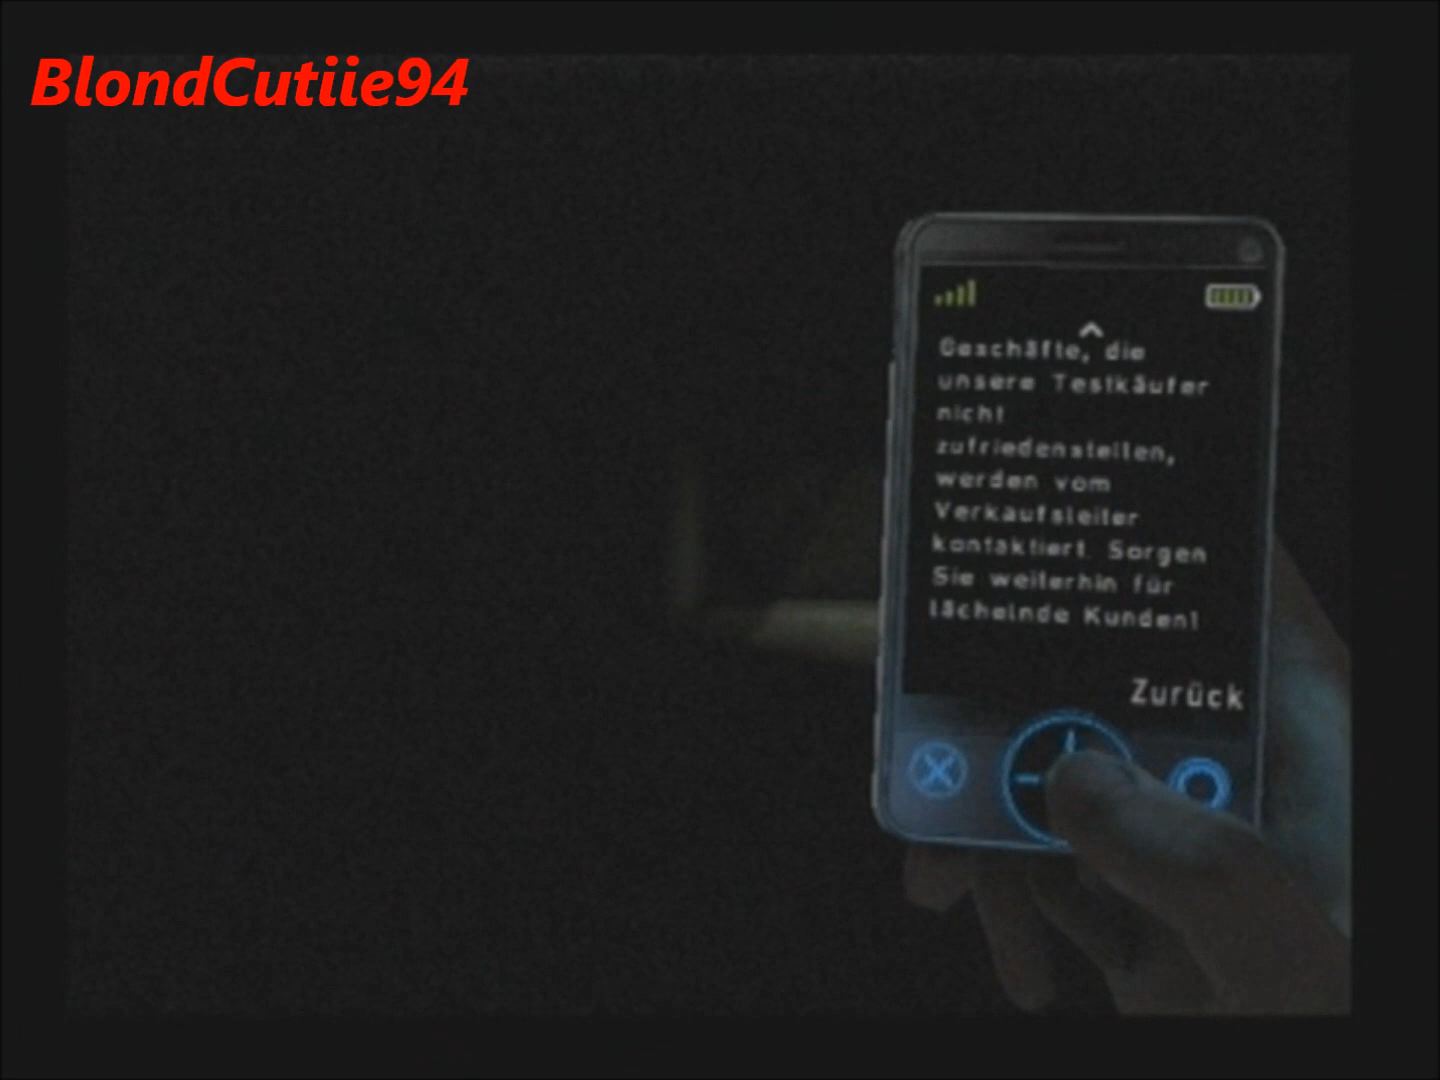 BlondCutiie94
Geschäfte, die
unsere Testkäufer
nicht
zufriedenstellen,
werden vom
Verkaufsleiter
kontaktiert. Sorgen
Sie weiterhin für
lächelnde Kunden!
Zurück